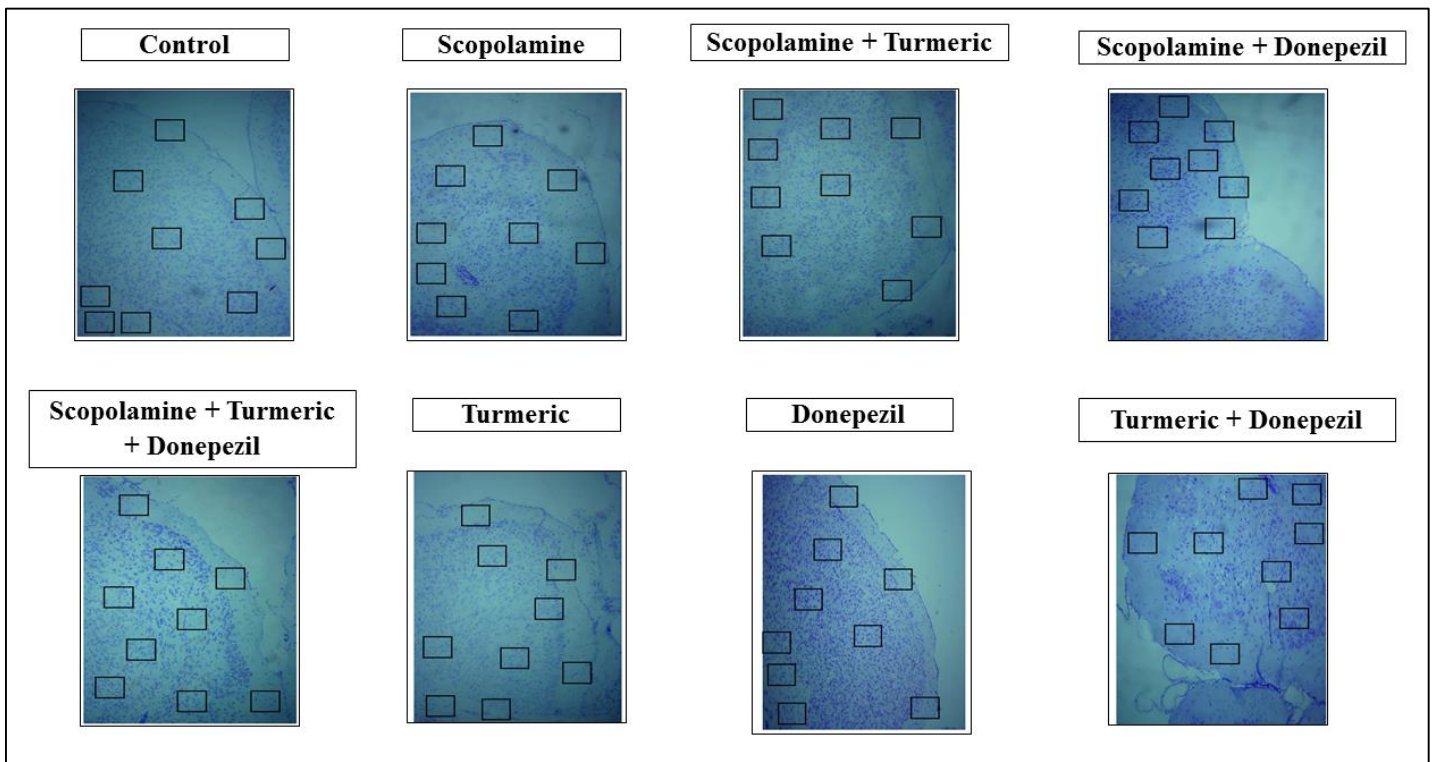 Control
Scopolamine
Scopolamine + Turmeric
Scopolamine + Donepezil
Scopolamine + Turmeric
+ Donepezil
Turmeric
Donepezil
Turmeric + Donepezil